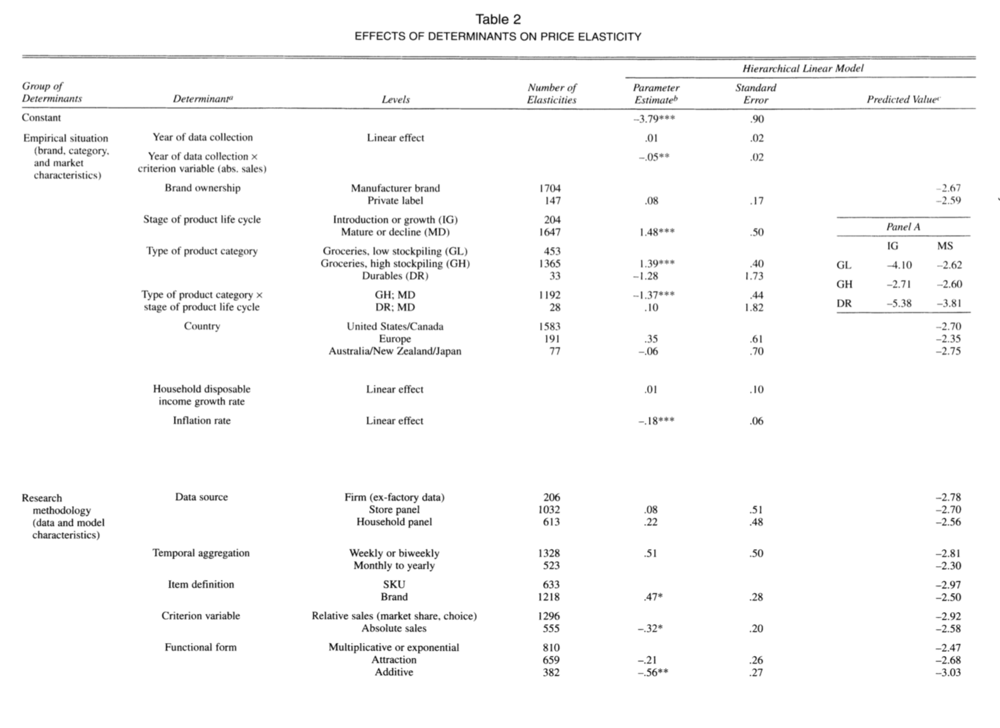 Table 2
EFFECTS OF DETERMINANTS ON PRICE ELASTICITY
Hierarchical Linear Model
Group of Determinants Determinantᵃ Levels Number of Elasticities Parameter Estimateᵇ Standard Error Predicted Valueᶜ
Constant –3.79*** .90
Empirical situation Year of data collection Linear effect .01 .02
(brand, category, Year of data collection × –.05** .02
and market criterion variable (abs. sales)
characteristics) Brand ownership Manufacturer brand 1704 –2.67
Private label 147 .08 .17 –2.59
Stage of product life cycle Introduction or growth (IG) 204
Mature or decline (MD) 1647 1.48*** .50
Panel A
IG MS
Type of product category Groceries, low stockpiling (GL) 453
Groceries, high stockpiling (GH) 1365 1.39*** .40
GL –4.10 –2.62
Durables (DR) 33 –1.28 1.73
GH –2.71 –2.60
Type of product category × GH; MD 1192 –1.37*** .44
stage of product life cycle DR; MD 28 .10 1.82
DR –5.38 –3.81
Country United States/Canada 1583 –2.70
Europe 191 .35 .61 –2.35
Australia/New Zealand/Japan 77 –.06 .70 –2.75
Household disposable Linear effect .01 .10
income growth rate
Inflation rate Linear effect –.18*** .06
Research Data source Firm (ex-factory data) 206 –2.78
methodology Store panel 1032 .08 .51 –2.70
(data and model Household panel 613 .22 .48 –2.56
characteristics)
Temporal aggregation Weekly or biweekly 1328 .51 .50 –2.81
Monthly to yearly 523 –2.30
Item definition SKU 633 –2.97
Brand 1218 .47* .28 –2.50
Criterion variable Relative sales (market share, choice) 1296 –2.92
Absolute sales 555 –.32* .20 –2.58
Functional form Multiplicative or exponential 810 –2.47
Attraction 659 –.21 .26 –2.68
Additive 382 –.56** .27 –3.03